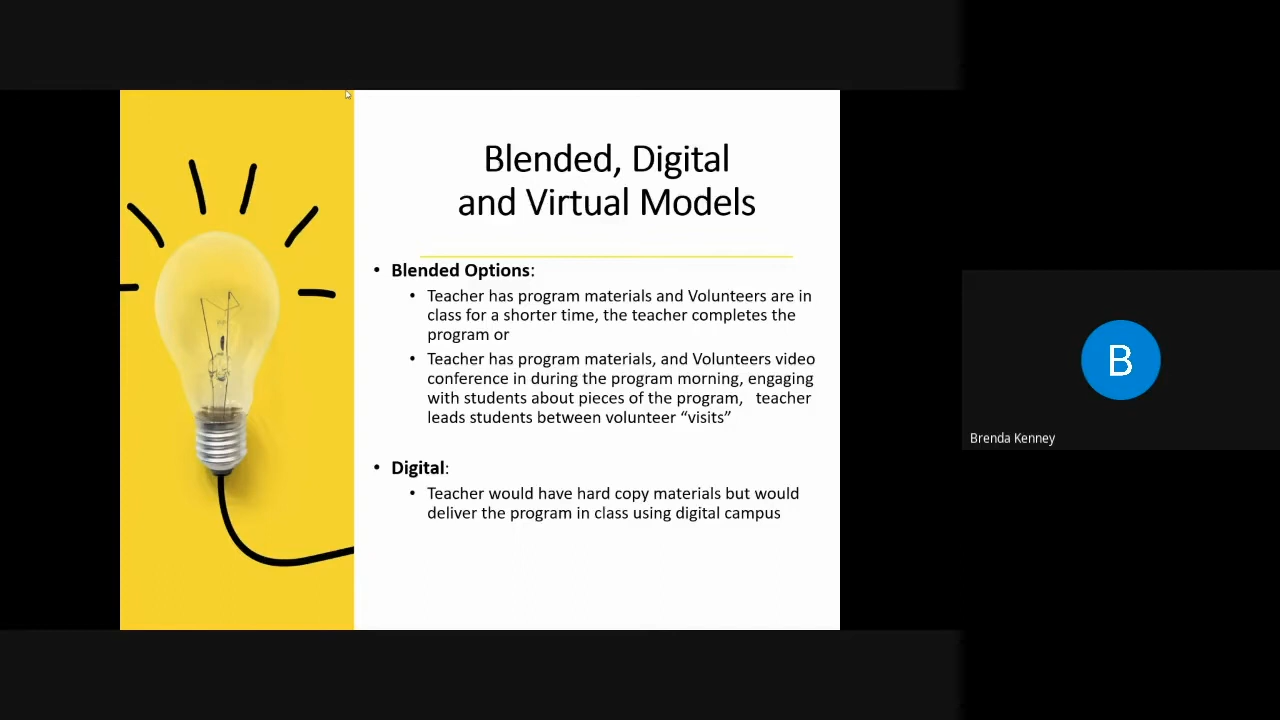 Blended, Digital
and Virtual Models
• Blended Options:
• Teacher has program materials and Volunteers are in
class for a shorter time, the teacher completes the
program or
• Teacher has program materials, and Volunteers video
conference in during the program morning, engaging
with students about pieces of the program,   teacher
leads students between volunteer “visits”
• Digital:
• Teacher would have hard copy materials but would
deliver the program in class using digital campus
B
Brenda Kenney